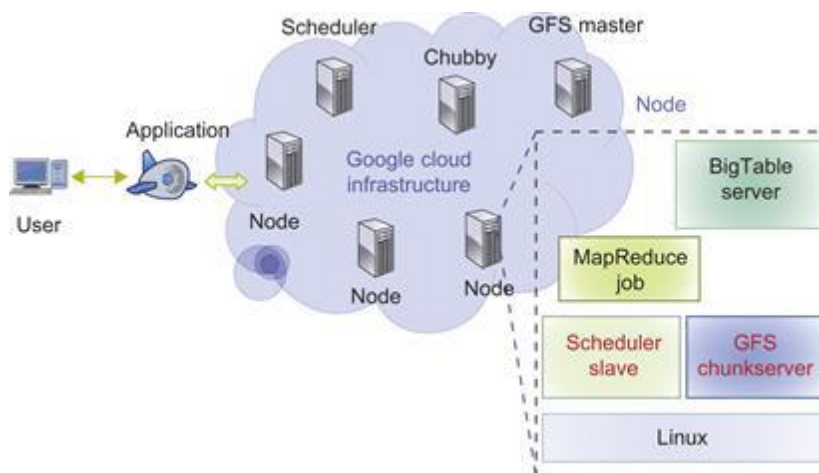 Scheduler
GFS master
Chubby
Node
Application
Google cloud
infrastructure
BigTable
server
User
Node
MapReduce
job
Node
Node
Scheduler
slave
GFS
chunkserver
Linux